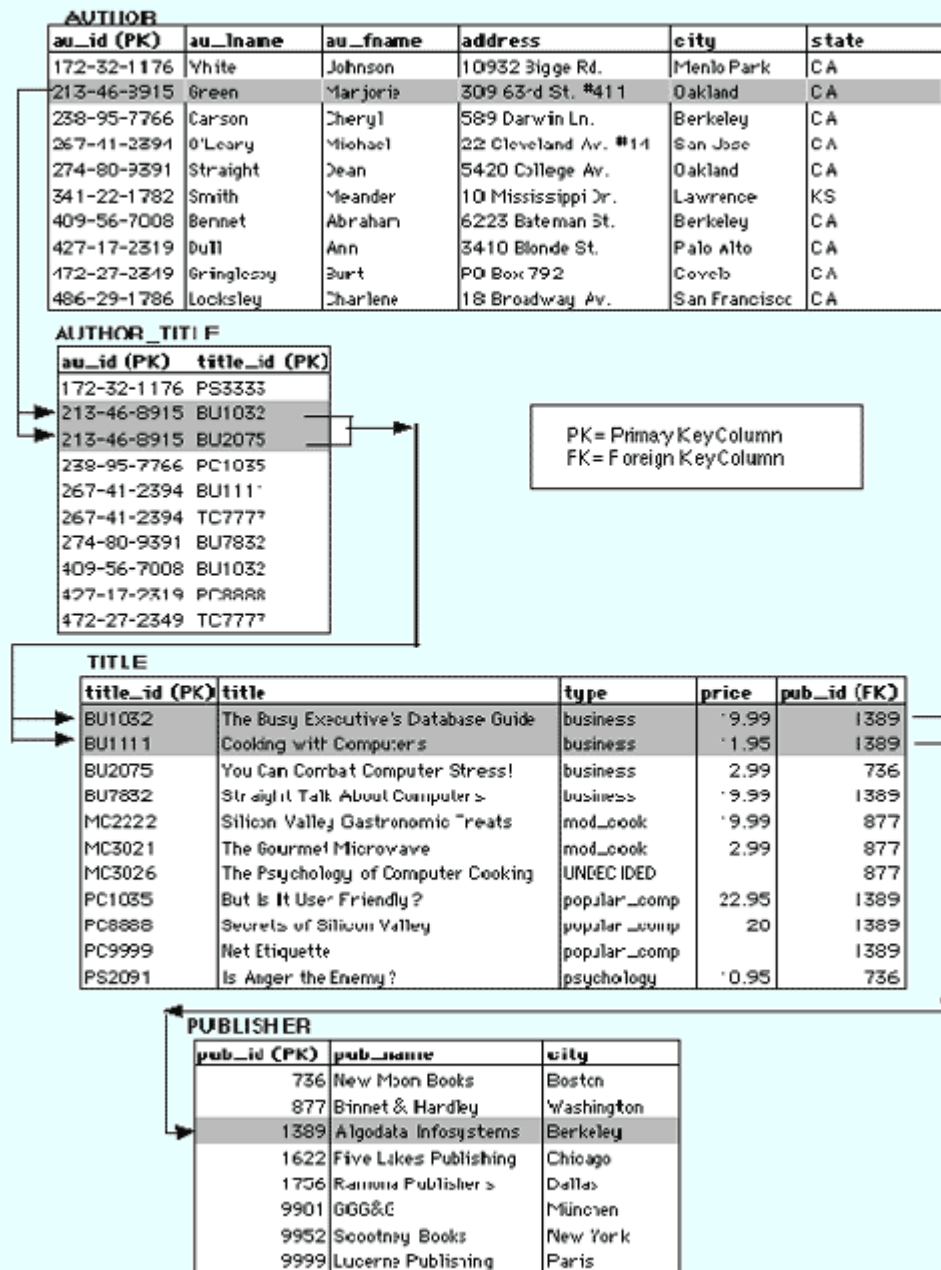 AUTHOR
au_id (PK) au_lname au_fname address city state
172-32-1176 White Johnson 10932 Bigge Rd. Menlo Park CA
213-46-8915 Green Marjorie 309 63rd St. #411 Oakland CA
238-95-7766 Carson Cheryl 589 Darwin Ln. Berkeley CA
267-41-2394 O'Leary Michael 22 Cleveland Av. #14 San Jose CA
274-80-9391 Straight Dean 5420 College Av. Oakland CA
341-22-1782 Smith Meander 10 Mississippi Dr. Lawrence KS
409-56-7008 Bennet Abraham 6223 Bateman St. Berkeley CA
427-17-2319 Dull Ann 3410 Blonde St. Palo Alto CA
472-27-2349 Gringlesby Burt PO Box 792 Covelo CA
486-29-1786 Locksley Charlene 18 Broadway Av. San Francisco CA
AUTHOR_TITLE
au_id (PK) title_id (PK)
172-32-1176 PS3333
213-46-8915 BU1032
213-46-8915 BU2075
238-95-7766 PC1035
267-41-2394 BU1111
267-41-2394 TC7777
274-80-9391 BU7832
409-56-7008 BU1032
427-17-2319 PC8888
472-27-2349 TC7777
PK= Primary Key Column
FK= Foreign Key Column
TITLE
title_id (PK) title type price pub_id (FK)
BU1032 The Busy Executive's Database Guide business 19.99 1389
BU1111 Cooking with Computers business 11.95 1389
BU2075 You Can Combat Computer Stress! business 2.99 736
BU7832 Straight Talk About Computers business 19.99 1389
MC2222 Silicon Valley Gastronomic Treats mod_cook 19.99 877
MC3021 The Gourmet Microwave mod_cook 2.99 877
MC3026 The Psychology of Computer Cooking UNDECIDED 877
PC1035 But Is It User Friendly? popular_comp 22.95 1389
PC8888 Secrets of Silicon Valley popular_comp 20 1389
PC9999 Net Etiquette popular_comp 1389
PS2091 Is Anger the Enemy? psychology 10.95 736
PUBLISHER
pub_id (PK) pub_name city
736 New Moon Books Boston
877 Binnet & Hardley Washington
1389 Algodata Infosystems Berkeley
1622 Five Lakes Publishing Chicago
1756 Ramona Publishers Dallas
9901 GGG&G München
9952 Scootney Books New York
9999 Lucerne Publishing Paris